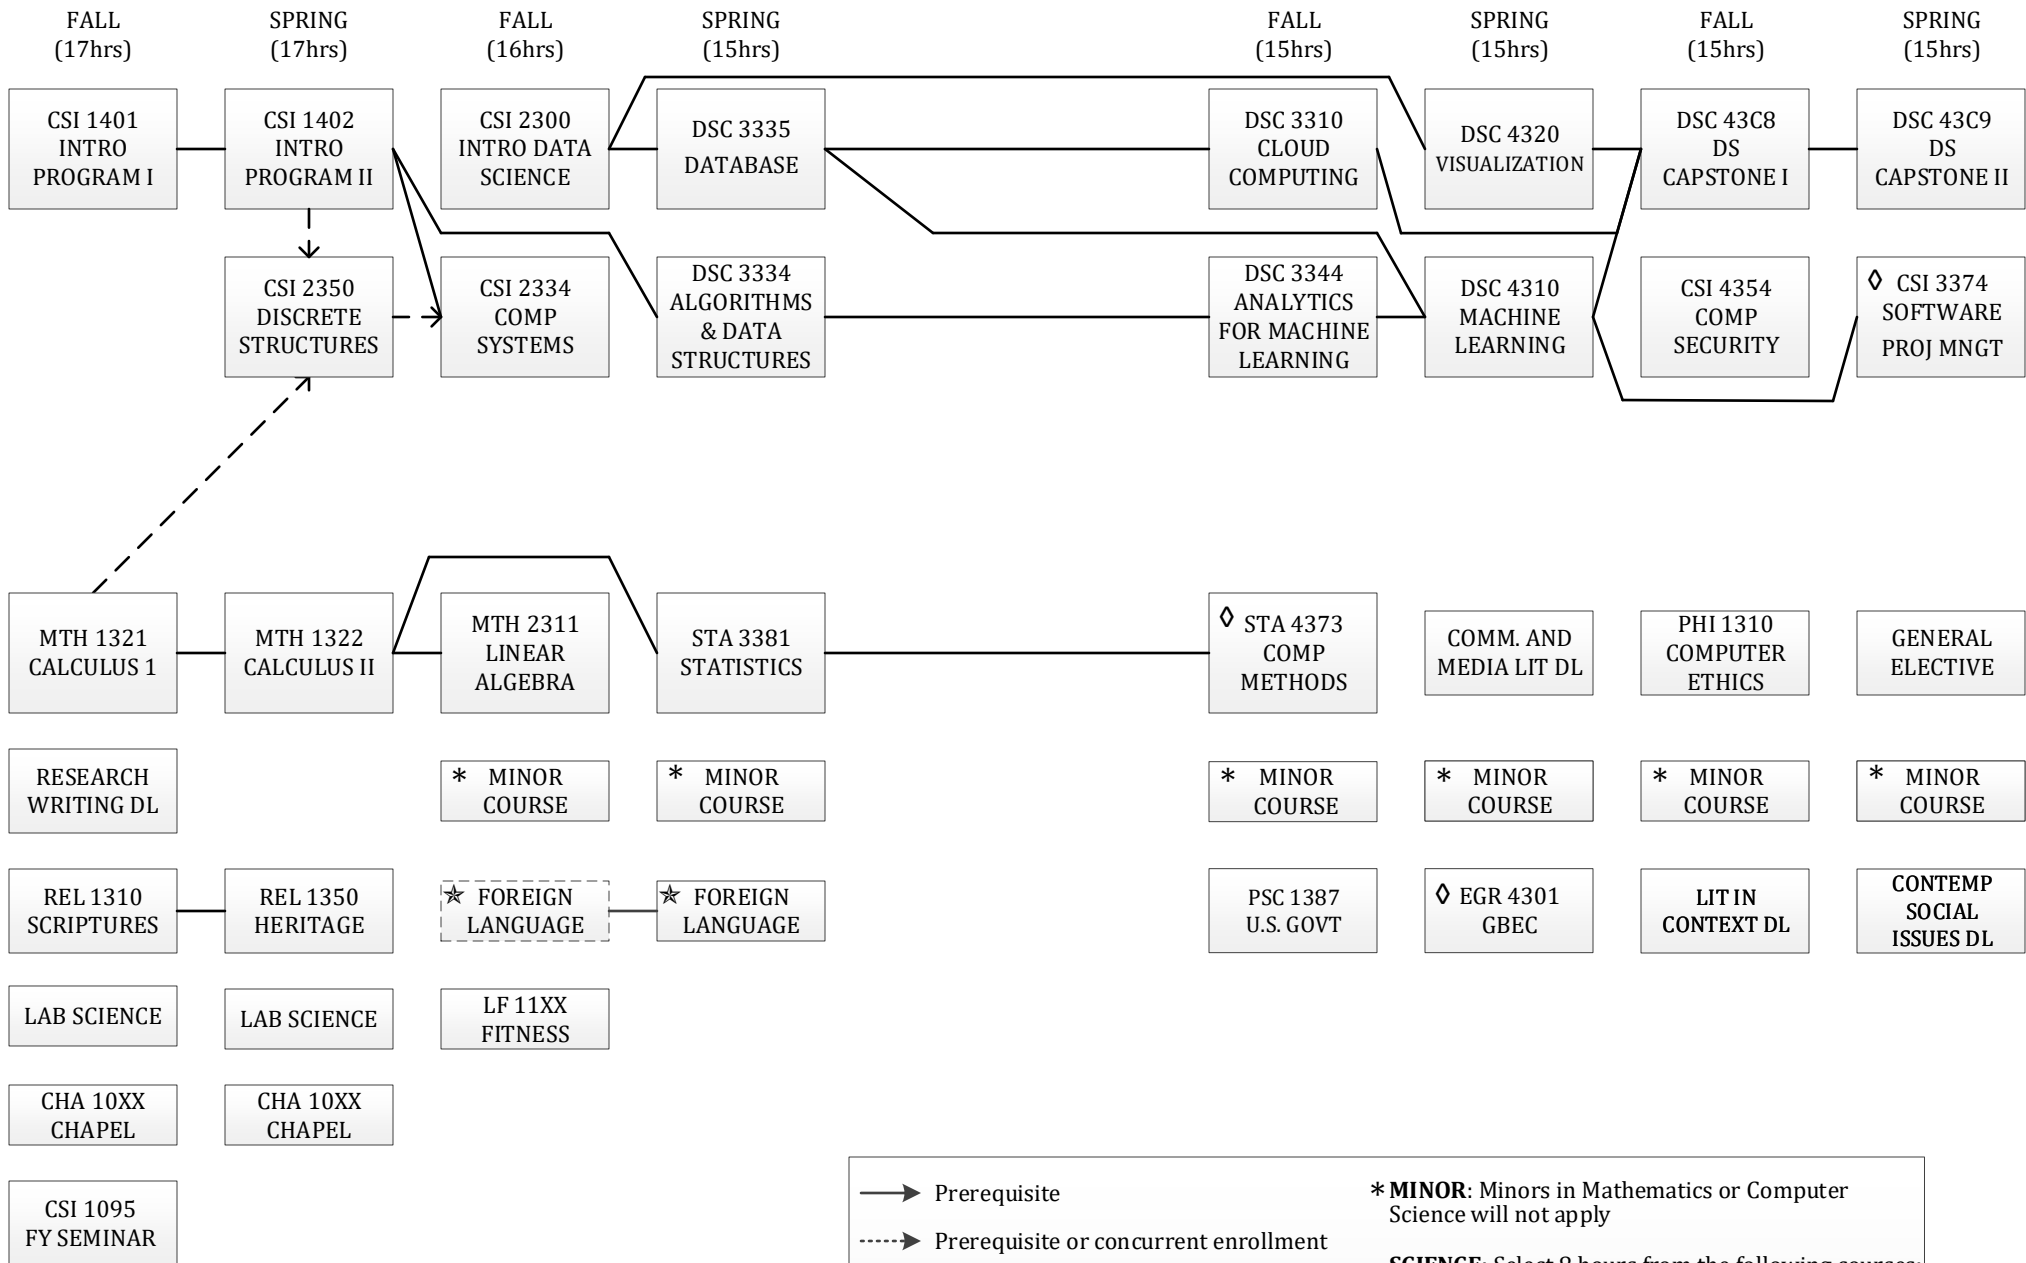 FALL
(17hrs)
SPRING
(17hrs)
FALL
(16hrs)
SPRING
(15hrs)
FALL
(15hrs)
SPRING
(15hrs)
FALL
(15hrs)
SPRING
(15hrs)
CSI 1401
INTRO
PROGRAM I
CSI 1402
INTRO
PROGRAM II
CSI 2300
INTRO DATA
SCIENCE
DSC 3335
DATABASE
DSC 3310
CLOUD
COMPUTING
DSC 4320
VISUALIZATION
DSC 43C8
DS
CAPSTONE I
DSC 43C9
DS
CAPSTONE II
CSI 2350
DISCRETE
STRUCTURES
CSI 2334
COMP
SYSTEMS
DSC 3334
ALGORITHMS
& DATA
STRUCTURES
DSC 3344
ANALYTICS
FOR MACHINE
LEARNING
DSC 4310
MACHINE
LEARNING
CSI 4354
COMP
SECURITY
◊ CSI 3374
SOFTWARE
PROJ MNGT
MTH 1321
CALCULUS 1
MTH 1322
CALCULUS II
MTH 2311
LINEAR
ALGEBRA
STA 3381
STATISTICS
◊ STA 4373
COMP
METHODS
COMM. AND
MEDIA LIT DL
PHI 1310
COMPUTER
ETHICS
GENERAL
ELECTIVE
RESEARCH
WRITING DL
* MINOR
COURSE
* MINOR
COURSE
* MINOR
COURSE
* MINOR
COURSE
* MINOR
COURSE
* MINOR
COURSE
REL 1310
SCRIPTURES
REL 1350
HERITAGE
✯ FOREIGN
LANGUAGE
✯ FOREIGN
LANGUAGE
PSC 1387
U.S. GOVT
◊ EGR 4301
GBEC
LIT IN
CONTEXT DL
CONTEMP
SOCIAL
ISSUES DL
LAB SCIENCE
LAB SCIENCE
LF 11XX
FITNESS
CHA 10XX
CHAPEL
CHA 10XX
CHAPEL
CSI 1095
FY SEMINAR
Prerequisite
Prerequisite or concurrent enrollment
* MINOR: Minors in Mathematics or Computer
Science will not apply
SCIENCE: Select 8 hours from the following courses: